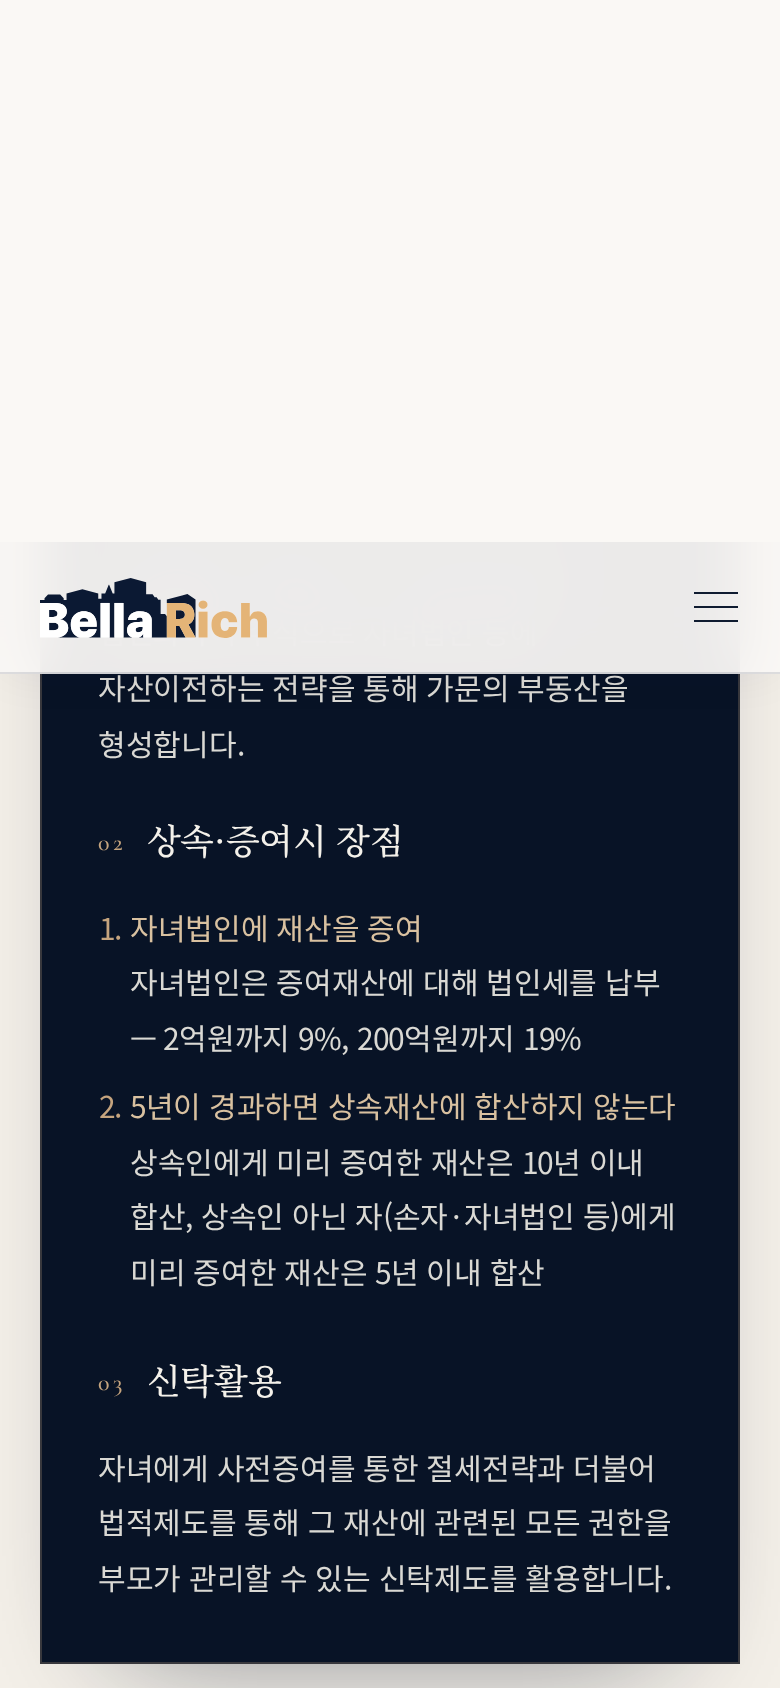 Bella Rich
자산이전하는 전략을 통해 가문의 부동산을
형성합니다.
02 상속·증여시 장점
1. 자녀법인에 재산을 증여
자녀법인은 증여재산에 대해 법인세를 납부
— 2억원까지 9%, 200억원까지 19%
2. 5년이 경과하면 상속재산에 합산하지 않는다
상속인에게 미리 증여한 재산은 10년 이내
합산, 상속인 아닌 자(손자·자녀법인 등)에게
미리 증여한 재산은 5년 이내 합산
03 신탁활용
자녀에게 사전증여를 통한 절세전략과 더불어
법적제도를 통해 그 재산에 관련된 모든 권한을
부모가 관리할 수 있는 신탁제도를 활용합니다.